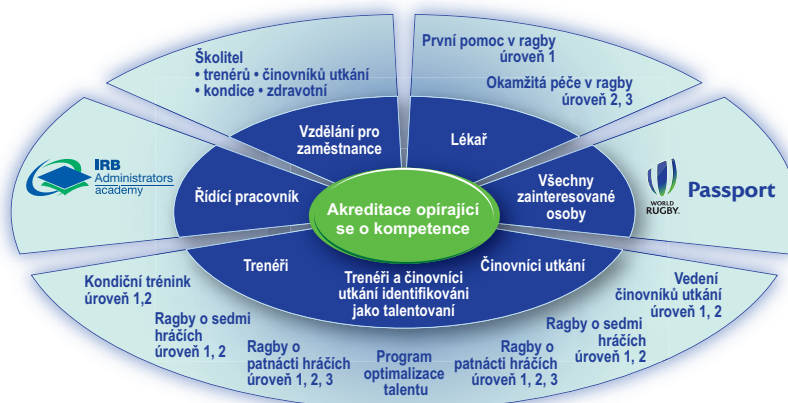 Školitel
• trenérů • činovníků utkání
• kondice • zdravotní
První pomoc v ragby
úroveň 1
Okamžitá péče v ragby
úroveň 2, 3
Vzdělání pro
zaměstnance
Lékař
IRB
Administrators
academy
Řídící pracovník
Akreditace opírající
se o kompetence
Všechny
zainteresované
osoby
WORLD
RUGBY.
Passport
Trenéři
Trenéři a činovníci
utkání identifikováni
jako talentovaní
Činovníci utkání
Kondiční trénink
úroveň 1,2
Ragby o sedmi
hráčích
úroveň 1, 2
Ragby o
patnácti hráčích
úroveň 1, 2, 3
Program
optimalizace
talentu
Ragby o
patnácti hráčích
úroveň 1, 2, 3
Ragby o sedmi
hráčích
úroveň 1, 2
Vedení
činovníků utkání
úroveň 1, 2